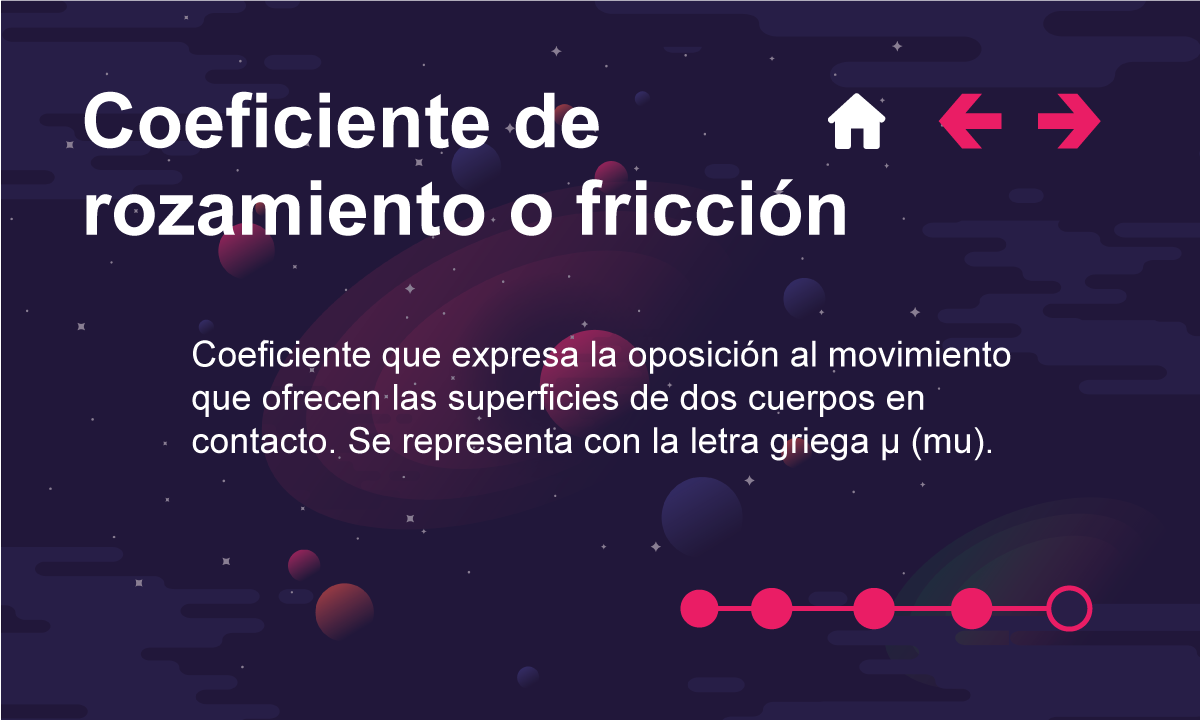 Coeficiente de
rozamiento o fricción
Coeficiente que expresa la oposición al movimiento
que ofrecen las superficies de dos cuerpos en
contacto. Se representa con la letra griega μ (mu).